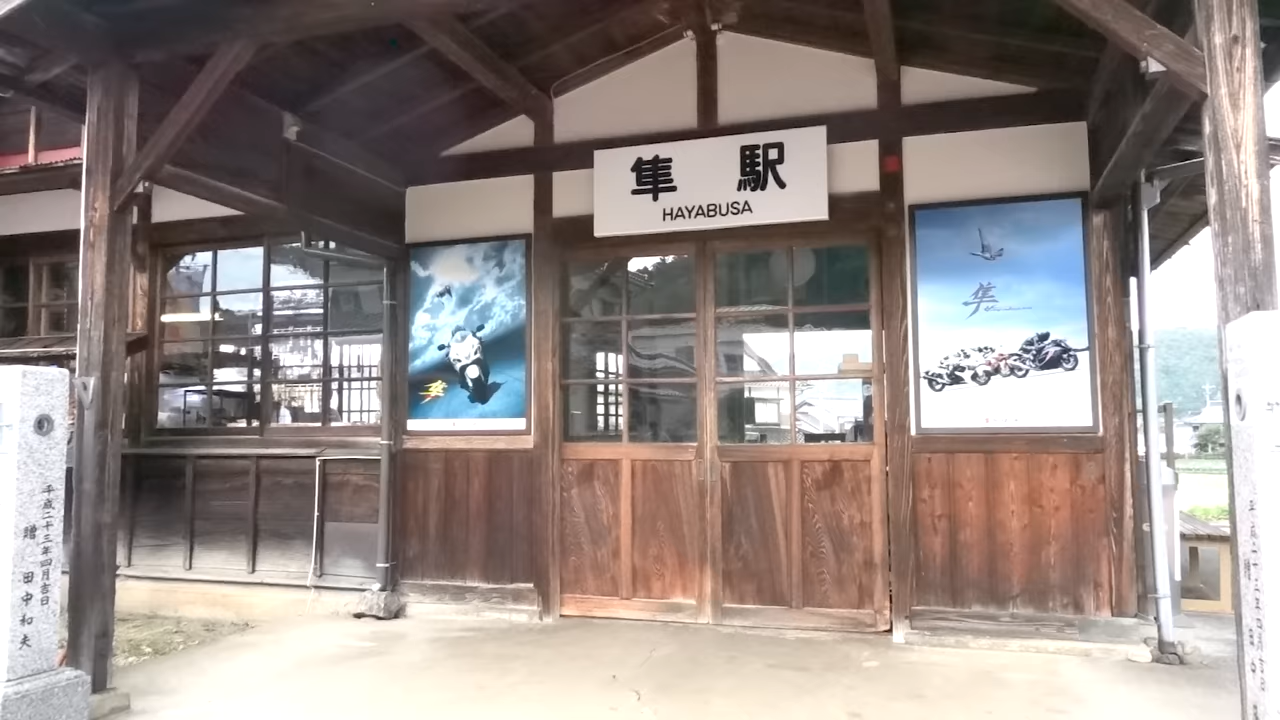 隼 駅
HAYABUSA
隼
隼
平成二十三年四月吉日
贈 田中和夫